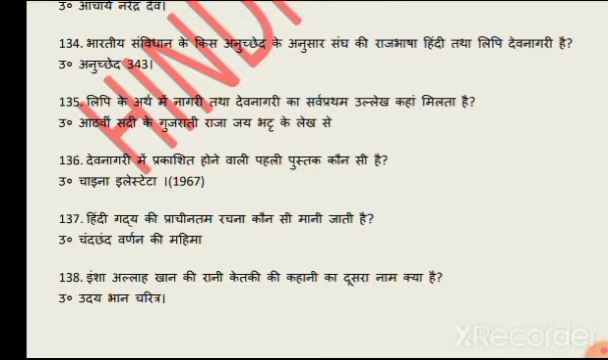 उ० आचार्य नरेंद्र देव।
134. भारतीय संविधान के किस अनुच्छेद के अनुसार संघ की राजभाषा हिंदी तथा लिपि देवनागरी है?
उ० अनुच्छेद 343।
135. लिपि के अर्थ में नागरी तथा देवनागरी का सर्वप्रथम उल्लेख कहां मिलता है?
उ० आठवीं सदी के गुजराती राजा जय भट्ट के लेख से
136. देवनागरी में प्रकाशित होने वाली पहली पुस्तक कौन सी है?
उ० चाइना इलेस्टेटा ।(1967)
137. हिंदी गद्य की प्राचीनतम रचना कौन सी मानी जाती है?
उ० चंदछंद वर्णन की महिमा
138. इंशा अल्लाह खान की रानी केतकी की कहानी का दूसरा नाम क्या है?
उ० उदय भान चरित्र।
HINDI
XRecorder